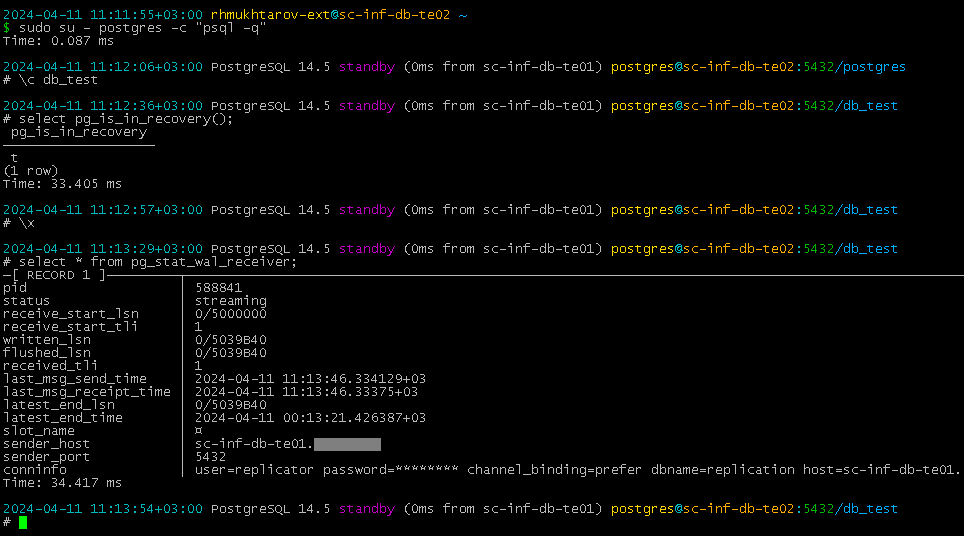 2024-04-11 11:11:55+03:00 rhmukhtarov-ext@sc-inf-db-te02 ~
$ sudo su - postgres -c "psql -q"
Time: 0.087 ms
2024-04-11 11:12:06+03:00 PostgreSQL 14.5 standby (0ms from sc-inf-db-te01) postgres@sc-inf-db-te02:5432/postgres
# \c db_test
2024-04-11 11:12:36+03:00 PostgreSQL 14.5 standby (0ms from sc-inf-db-te01) postgres@sc-inf-db-te02:5432/db_test
# select pg_is_in_recovery();
pg_is_in_recovery
t
(1 row)
Time: 33.405 ms
2024-04-11 11:12:57+03:00 PostgreSQL 14.5 standby (0ms from sc-inf-db-te01) postgres@sc-inf-db-te02:5432/db_test
# \x
2024-04-11 11:13:29+03:00 PostgreSQL 14.5 standby (0ms from sc-inf-db-te01) postgres@sc-inf-db-te02:5432/db_test
# select * from pg_stat_wal_receiver;
─[ RECORD 1 ]
pid │ 588841
status │ streaming
receive_start_lsn │ 0/5000000
receive_start_tli │ 1
written_lsn │ 0/5039B40
flushed_lsn │ 0/5039B40
received_tli │ 1
last_msg_send_time │ 2024-04-11 11:13:46.334129+03
last_msg_receipt_time │ 2024-04-11 11:13:46.33375+03
latest_end_lsn │ 0/5039B40
latest_end_time │ 2024-04-11 00:13:21.426387+03
slot_name │ ¤
sender_host │ sc-inf-db-te01.
sender_port │ 5432
conninfo │ user=replicator password=******** channel_binding=prefer dbname=replication host=sc-inf-db-te01.
Time: 34.417 ms
2024-04-11 11:13:54+03:00 PostgreSQL 14.5 standby (0ms from sc-inf-db-te01) postgres@sc-inf-db-te02:5432/db_test
#